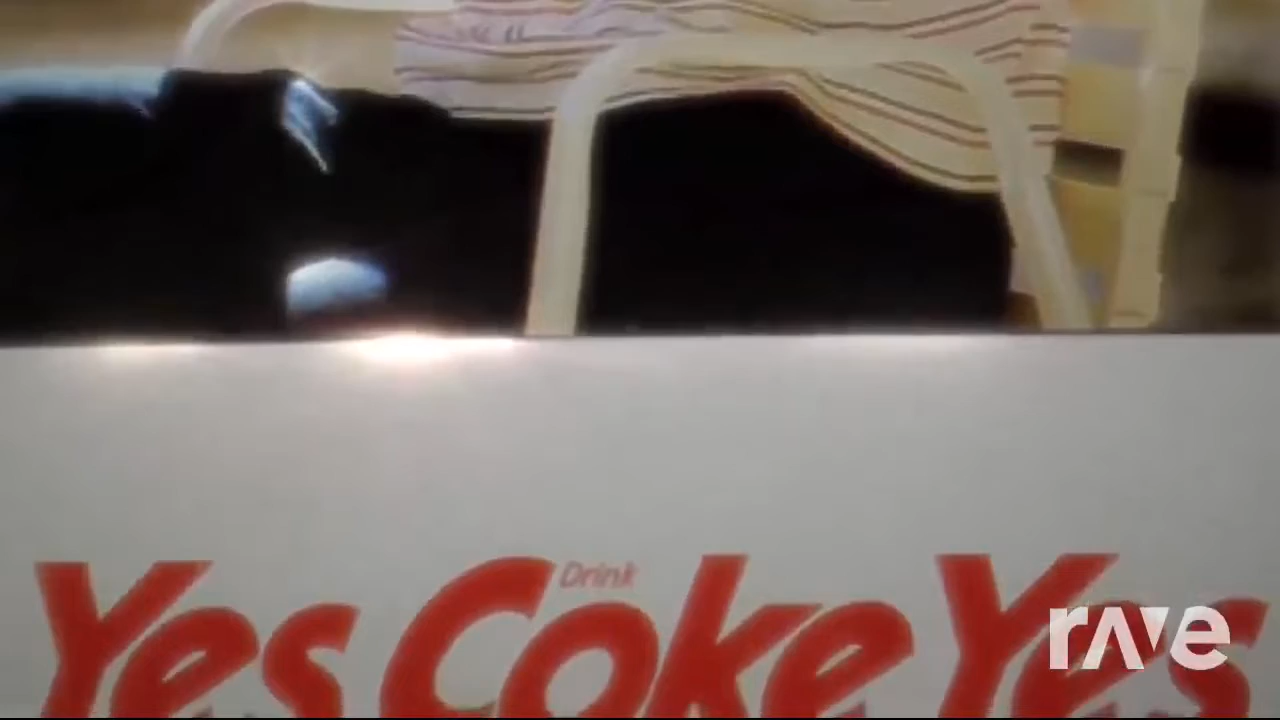 Drink
Yes Coke Yes
rave